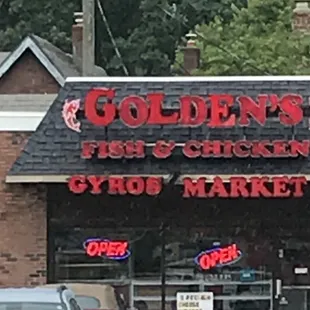 GOLDEN'S
FISH & CHICKEN
GYROS MARKET
OPEN
OPEN